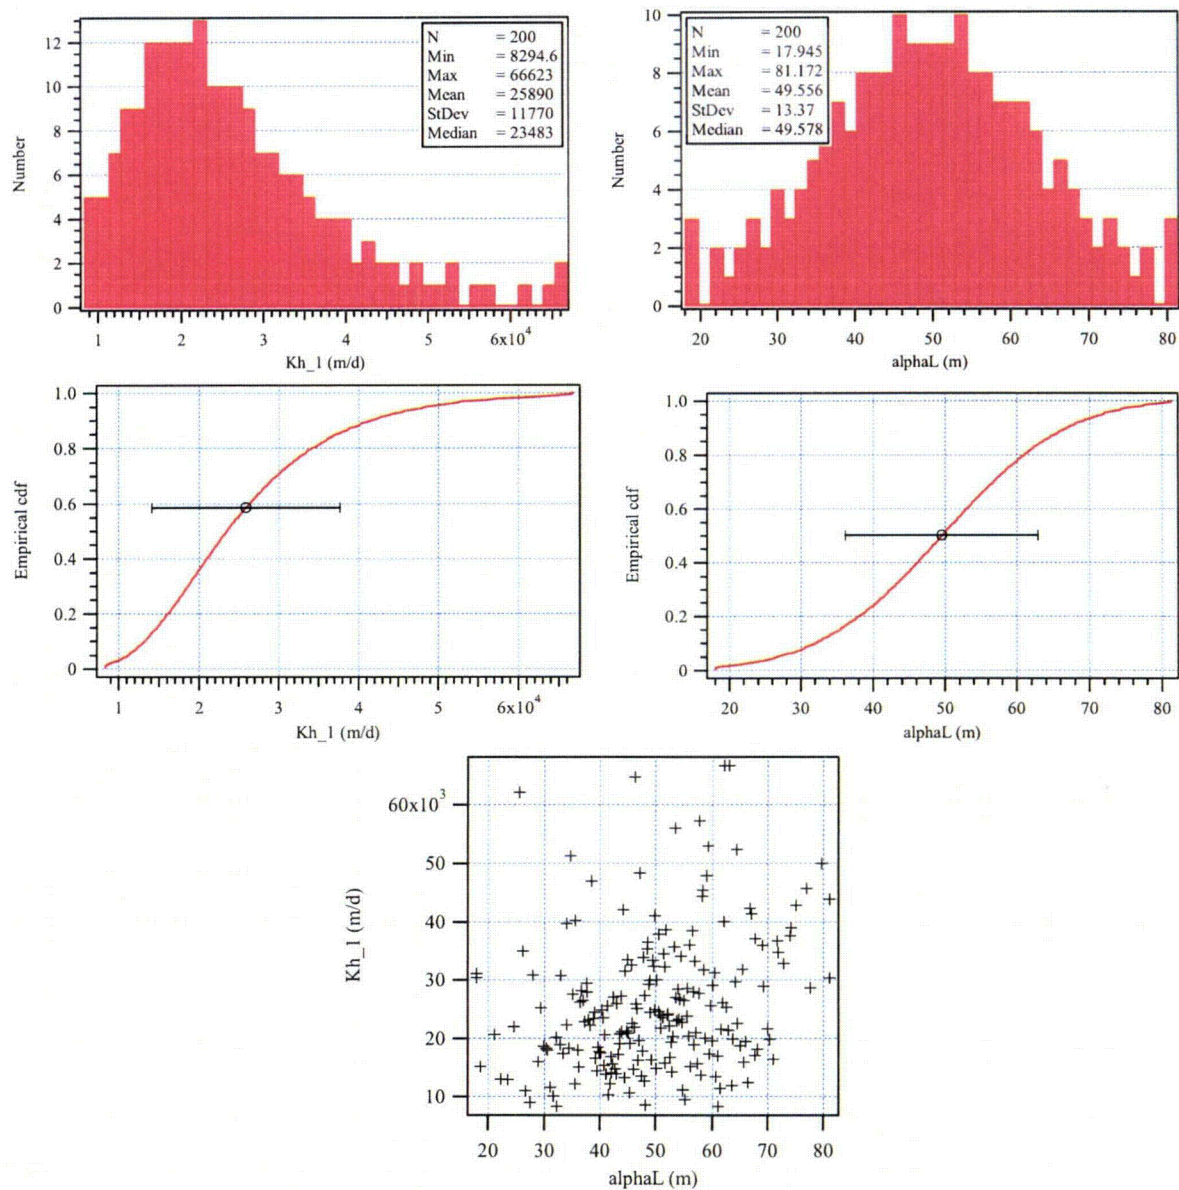 12
10
8
6
4
2
0
Number
N = 200
Min = 8294.6
Max = 66623
Mean = 25890
StDev = 11770
Median = 23483
1 2 3 4 5 6x10⁴
Kh_1 (m/d)
10
8
6
4
2
0
Number
N = 200
Min = 17.945
Max = 81.172
Mean = 49.556
StDev = 13.37
Median = 49.578
20 30 40 50 60 70 80
alphaL (m)
1.0
0.8
0.6
0.4
0.2
0
Empirical cdf
1 2 3 4 5 6x10⁴
Kh_1 (m/d)
1.0
0.8
0.6
0.4
0.2
0
Empirical cdf
20 30 40 50 60 70 80
alphaL (m)
60x10³
50
40
30
20
10
Kh_1 (m/d)
20 30 40 50 60 70 80
alphaL (m)